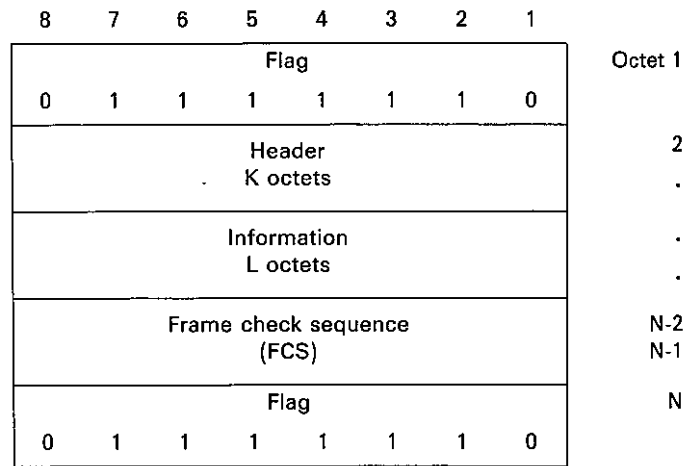 8 7 6 5 4 3 2 1
Flag Octet 1
0 1 1 1 1 1 1 0
Header 2
K octets .
Information .
L octets .
Frame check sequence N-2
(FCS) N-1
Flag N
0 1 1 1 1 1 1 0